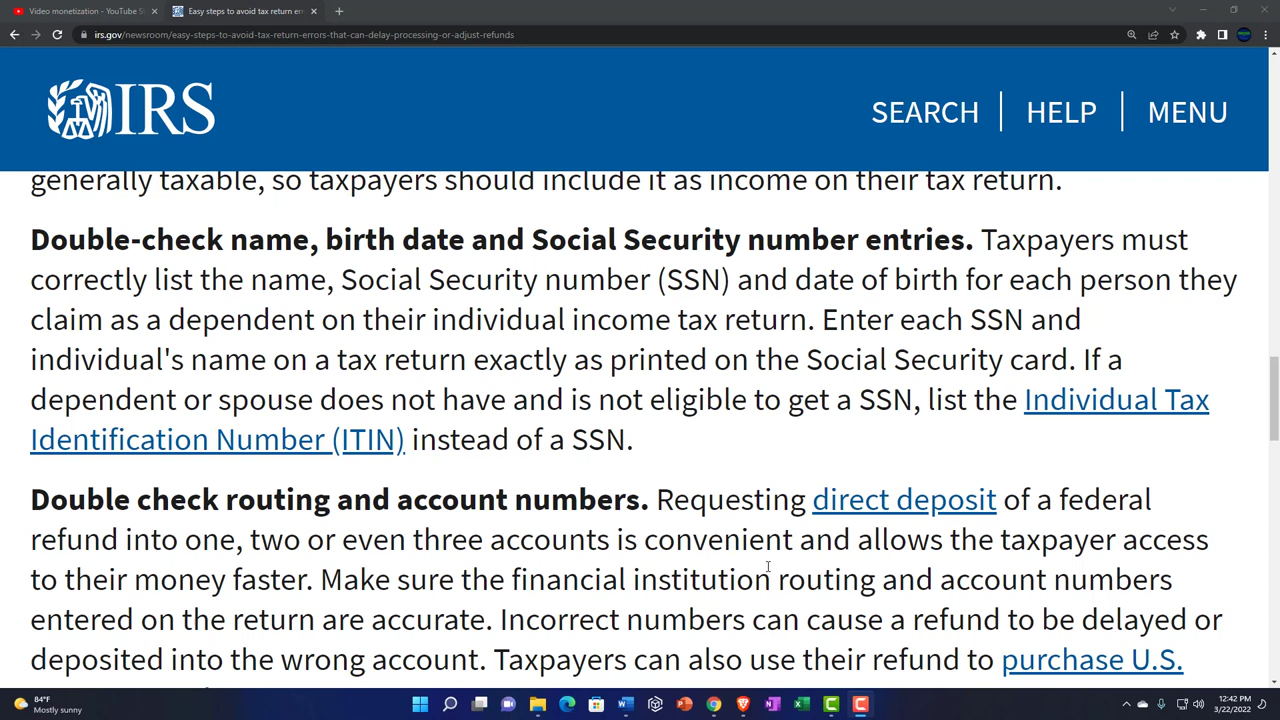 Video monetization - YouTube S
Easy steps to avoid tax return err
irs.gov/newsroom/easy-steps-to-avoid-tax-return-errors-that-can-delay-processing-or-adjust-refunds
IRS
SEARCH
HELP
MENU
generally taxable, so taxpayers should include it as income on their tax return.
Double-check name, birth date and Social Security number entries. Taxpayers must
correctly list the name, Social Security number (SSN) and date of birth for each person they
claim as a dependent on their individual income tax return. Enter each SSN and
individual's name on a tax return exactly as printed on the Social Security card. If a
dependent or spouse does not have and is not eligible to get a SSN, list the Individual Tax
Identification Number (ITIN) instead of a SSN.
Double check routing and account numbers. Requesting direct deposit of a federal
refund into one, two or even three accounts is convenient and allows the taxpayer access
to their money faster. Make sure the financial institution routing and account numbers
entered on the return are accurate. Incorrect numbers can cause a refund to be delayed or
deposited into the wrong account. Taxpayers can also use their refund to purchase U.S.
84°F
Mostly sunny
12:42 PM
3/22/2022